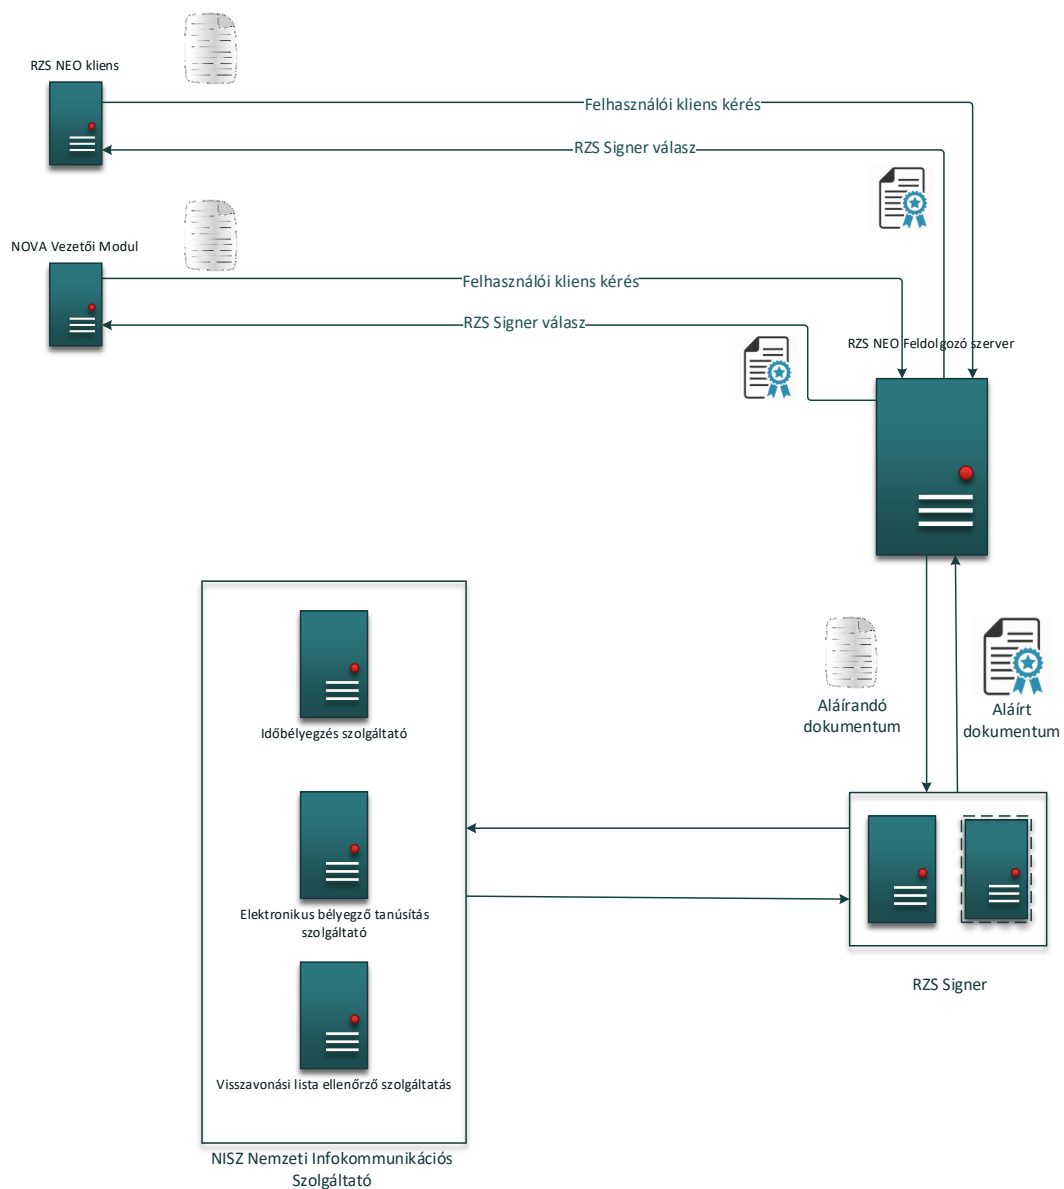 RZS NEO kliens
Felhasználói kliens kérés
RZS Signer válasz
NOVA Vezetői Modul
Felhasználói kliens kérés
RZS Signer válasz
RZS NEO Feldolgozó szerver
Aláírandó
dokumentum
Aláírt
dokumentum
Időbélyegzés szolgáltató
Elektronikus bélyegző tanúsítás
szolgáltató
RZS Signer
Visszavonási lista ellenőrző szolgáltatás
NISZ Nemzeti Infokommunikációs
Szolgáltató